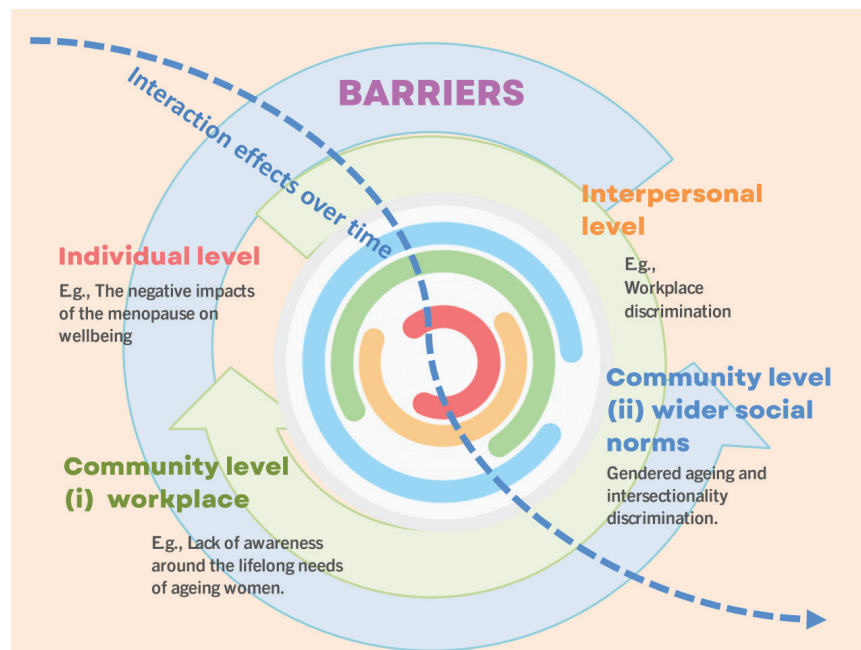 BARRIERS
Interaction effects over time
Interpersonal
level
E.g.,
Workplace
discrimination
Individual level
E.g., The negative impacts
of the menopause on
wellbeing
Community level
(ii) wider social
norms
Gendered ageing and
intersectionality
discrimination.
Community level
(i) workplace
E.g., Lack of awareness
around the lifelong needs
of ageing women.